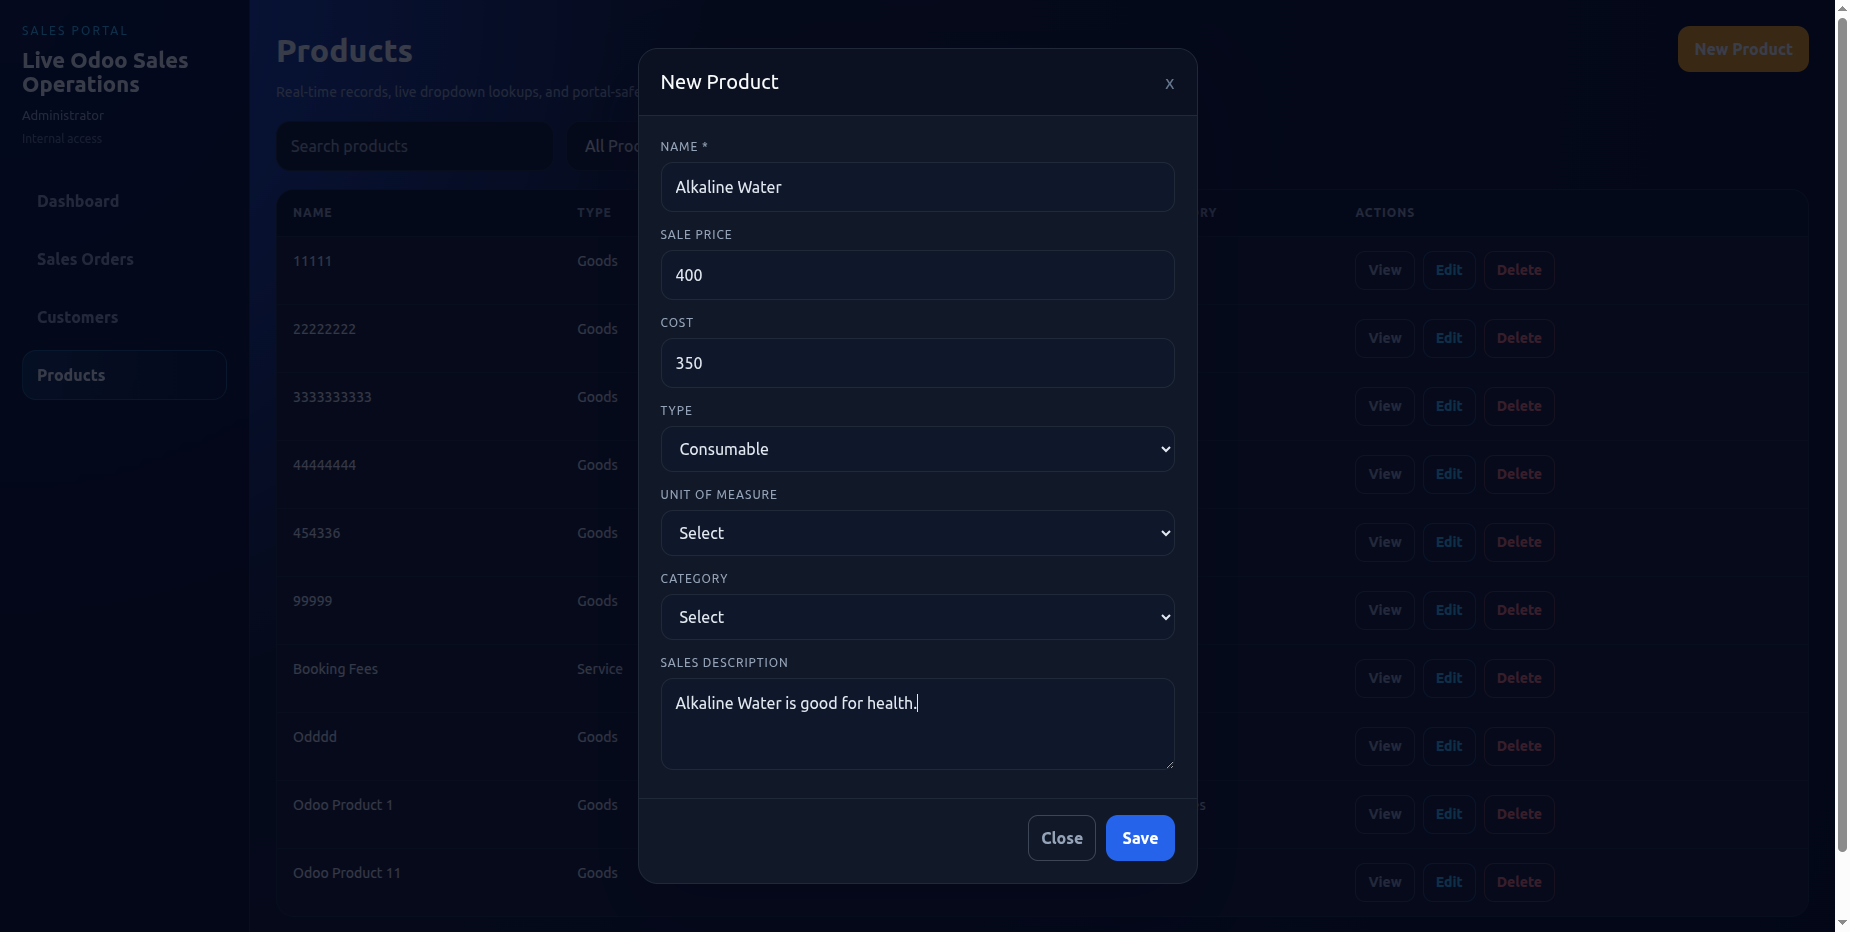 SALES PORTAL
Live Odoo Sales
Operations
Administrator
Internal access
Dashboard
Sales Orders
Customers
Products
Products
New Product
Real-time records, live dropdown lookups, and portal-safe
Search products
All Proc
NAME TYPE RY ACTIONS
11111 Goods View Edit Delete
22222222 Goods View Edit Delete
3333333333 Goods View Edit Delete
44444444 Goods View Edit Delete
454336 Goods View Edit Delete
99999 Goods View Edit Delete
Booking Fees Service View Edit Delete
Odddd Goods View Edit Delete
Odoo Product 1 Goods s View Edit Delete
Odoo Product 11 Goods View Edit Delete
New Product x
NAME *
Alkaline Water
SALE PRICE
400
COST
350
TYPE
Consumable
UNIT OF MEASURE
Select
CATEGORY
Select
SALES DESCRIPTION
Alkaline Water is good for health.
Close Save